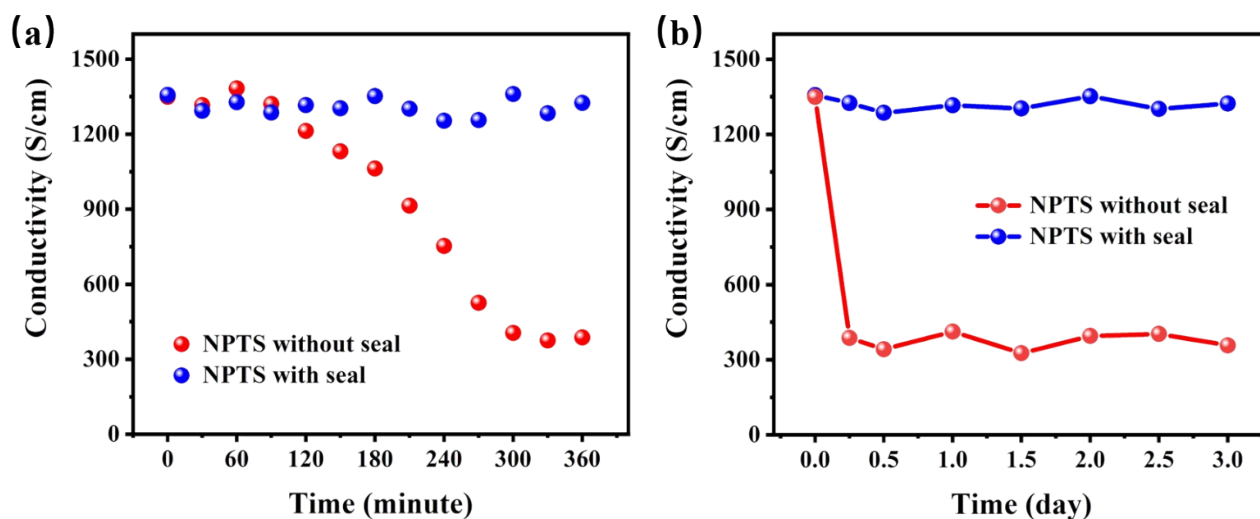 (a)
Conductivity (S/cm)
1500
1200
900
600
300
0
NPTS without seal
NPTS with seal
0 60 120 180 240 300 360
Time (minute)
(b)
Conductivity (S/cm)
1500
1200
900
600
300
0
NPTS without seal
NPTS with seal
0.0 0.5 1.0 1.5 2.0 2.5 3.0
Time (day)